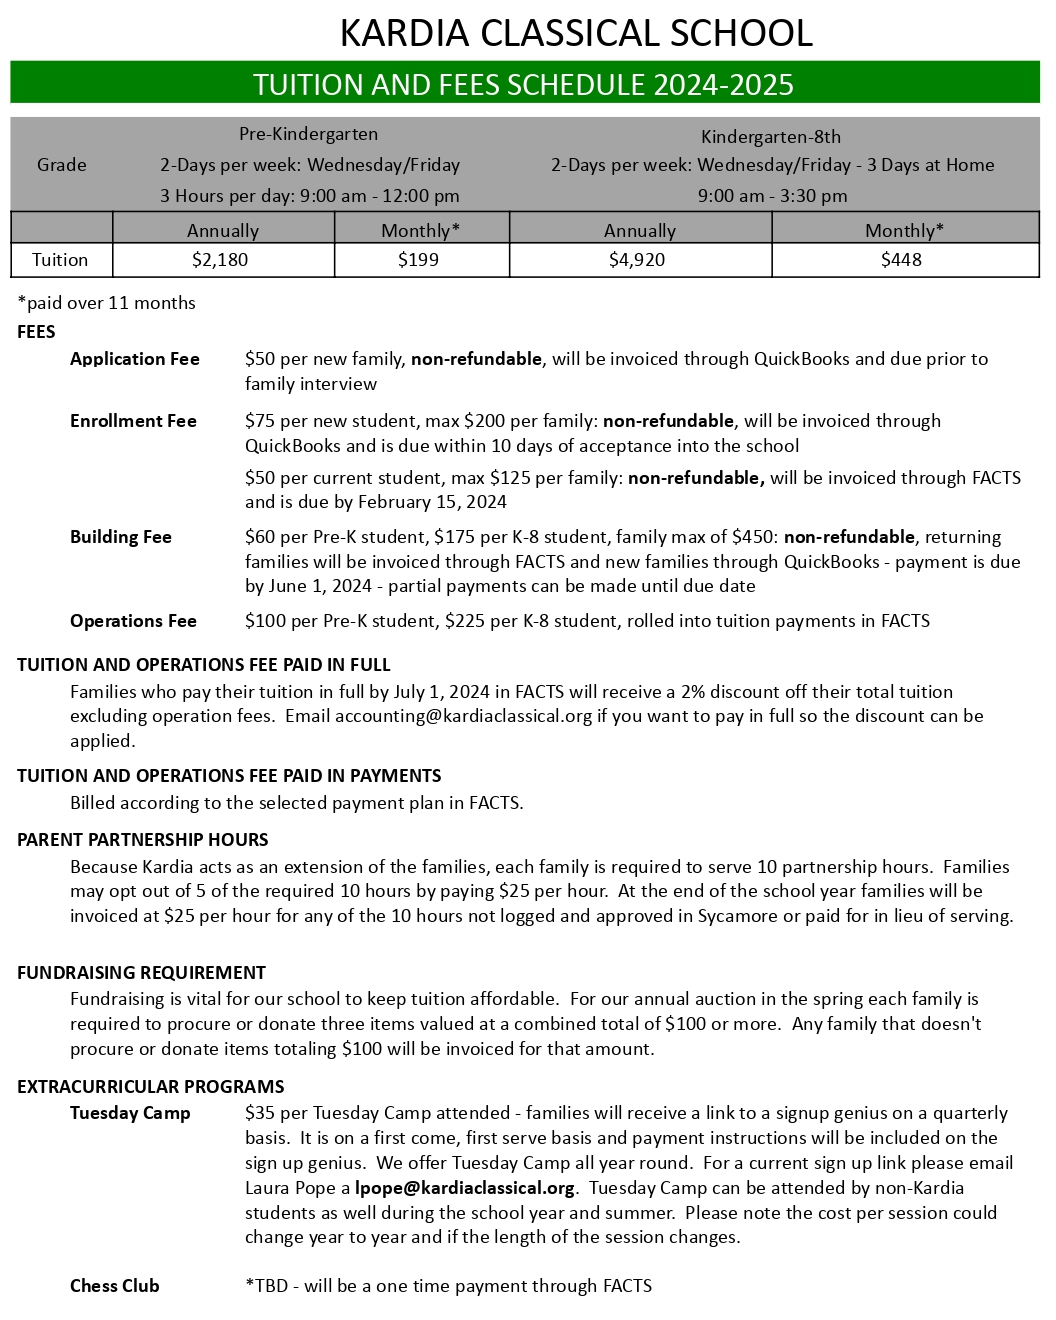 KARDIA CLASSICAL SCHOOL
TUITION AND FEES SCHEDULE 2024-2025
Pre-Kindergarten Kindergarten-8th
Grade 2-Days per week: Wednesday/Friday 2-Days per week: Wednesday/Friday - 3 Days at Home
3 Hours per day: 9:00 am - 12:00 pm 9:00 am - 3:30 pm
Annually Monthly* Annually Monthly*
Tuition $2,180 $199 $4,920 $448
*paid over 11 months
FEES
Application Fee $50 per new family, non-refundable, will be invoiced through QuickBooks and due prior to
family interview
Enrollment Fee $75 per new student, max $200 per family: non-refundable, will be invoiced through
QuickBooks and is due within 10 days of acceptance into the school
$50 per current student, max $125 per family: non-refundable, will be invoiced through FACTS
and is due by February 15, 2024
Building Fee $60 per Pre-K student, $175 per K-8 student, family max of $450: non-refundable, returning
families will be invoiced through FACTS and new families through QuickBooks - payment is due
by June 1, 2024 - partial payments can be made until due date
Operations Fee $100 per Pre-K student, $225 per K-8 student, rolled into tuition payments in FACTS
TUITION AND OPERATIONS FEE PAID IN FULL
Families who pay their tuition in full by July 1, 2024 in FACTS will receive a 2% discount off their total tuition
excluding operation fees. Email accounting@kardiaclassical.org if you want to pay in full so the discount can be
applied.
TUITION AND OPERATIONS FEE PAID IN PAYMENTS
Billed according to the selected payment plan in FACTS.
PARENT PARTNERSHIP HOURS
Because Kardia acts as an extension of the families, each family is required to serve 10 partnership hours. Families
may opt out of 5 of the required 10 hours by paying $25 per hour. At the end of the school year families will be
invoiced at $25 per hour for any of the 10 hours not logged and approved in Sycamore or paid for in lieu of serving.
FUNDRAISING REQUIREMENT
Fundraising is vital for our school to keep tuition affordable. For our annual auction in the spring each family is
required to procure or donate three items valued at a combined total of $100 or more. Any family that doesn't
procure or donate items totaling $100 will be invoiced for that amount.
EXTRACURRICULAR PROGRAMS
Tuesday Camp $35 per Tuesday Camp attended - families will receive a link to a signup genius on a quarterly
basis. It is on a first come, first serve basis and payment instructions will be included on the
sign up genius. We offer Tuesday Camp all year round. For a current sign up link please email
Laura Pope a lpope@kardiaclassical.org. Tuesday Camp can be attended by non-Kardia
students as well during the school year and summer. Please note the cost per session could
change year to year and if the length of the session changes.
Chess Club *TBD - will be a one time payment through FACTS